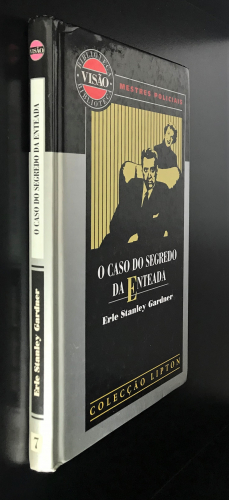 VISÃO
O CASO DO SEGREDO DA ENTEADA
Erle Stanley Gardner
7
VISÃO
BIBLIOTECA
MESTRES POLICIAIS
O CASO DO SEGREDO
DA ENTEADA
Erle Stanley Gardner
COLECÇÃO LIPTON